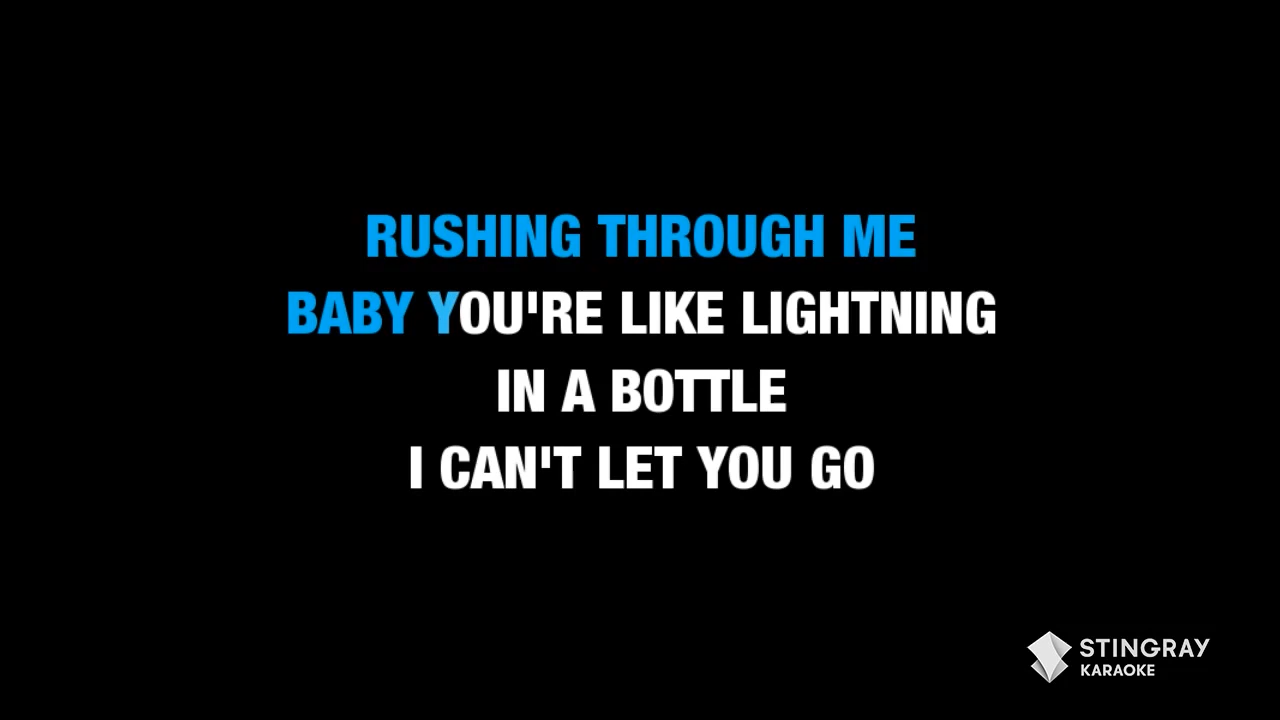 RUSHING THROUGH ME
BABY YOU'RE LIKE LIGHTNING
IN A BOTTLE
I CAN'T LET YOU GO
STINGRAY
KARAOKE